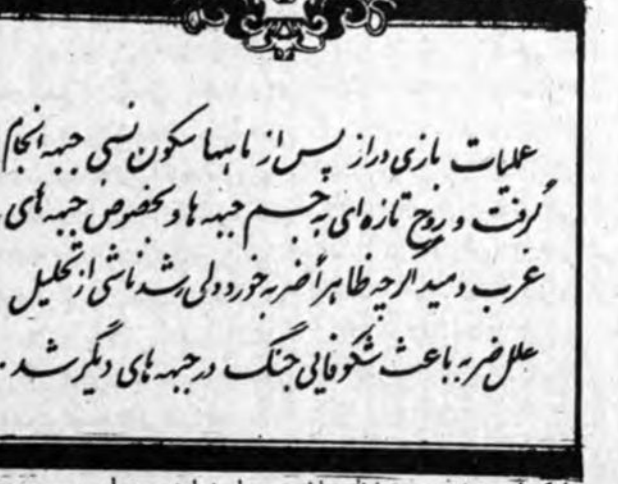 عملیات بازی دراز پس از ماهها سکون نسبی جبهه انجام
گرفت و روح تازه‌ای به جسم جبهه ها و بخصوص جبهه های
غرب دمید اگرچه ظاهراً ضربه خورد ولی رشد ناشی از تحلیل
علل ضربه باعث شکوفائی جنگ در جبهه های دیگر شد.